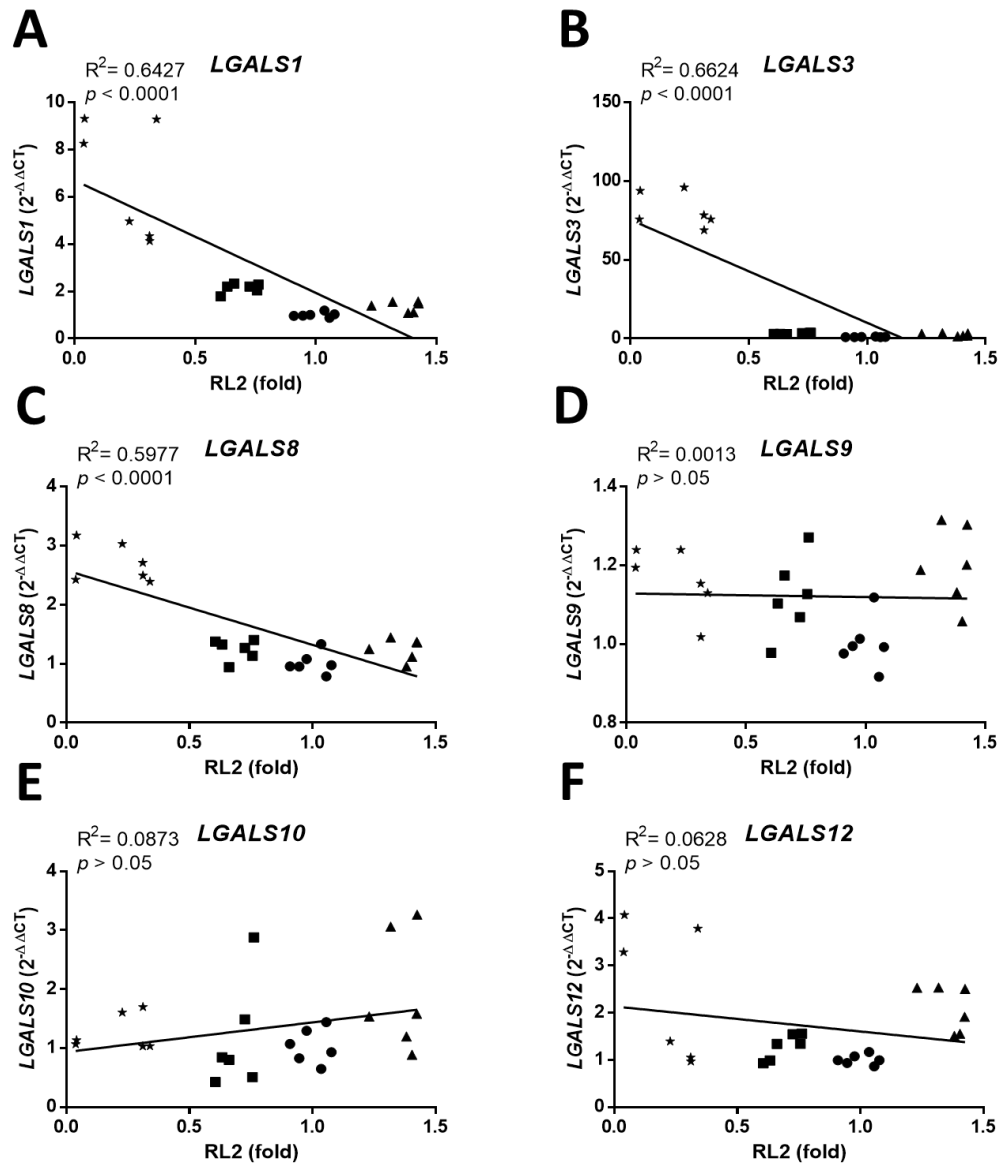 A
LGALS1
R²= 0.6427
p < 0.0001
LGALS1 (2^-ΔΔCT)
10
8
6
4
2
0
0.0 0.5 1.0 1.5
RL2 (fold)
B
LGALS3
R²= 0.6624
p < 0.0001
LGALS3 (2^-ΔΔCT)
150
100
50
0
0.0 0.5 1.0 1.5
RL2 (fold)
C
LGALS8
R²= 0.5977
p < 0.0001
LGALS8 (2^-ΔΔCT)
4
3
2
1
0
0.0 0.5 1.0 1.5
RL2 (fold)
D
LGALS9
R²= 0.0013
p > 0.05
LGALS9 (2^-ΔΔCT)
1.4
1.2
1.0
0.8
0.0 0.5 1.0 1.5
RL2 (fold)
E
LGALS10
R²= 0.0873
p > 0.05
LGALS10 (2^-ΔΔCT)
4
3
2
1
0
0.0 0.5 1.0 1.5
RL2 (fold)
F
LGALS12
R²= 0.0628
p > 0.05
LGALS12 (2^-ΔΔCT)
5
4
3
2
1
0
0.0 0.5 1.0 1.5
RL2 (fold)